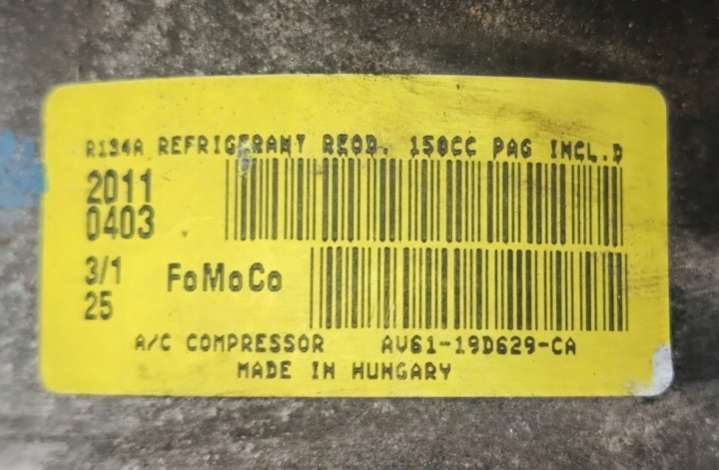 R134A REFRIGERANT REQD. 150CC PAG INCL.D
2011
0403
3/1
25
FoMoCo
A/C COMPRESSOR AV61-19D629-CA
MADE IN HUNGARY